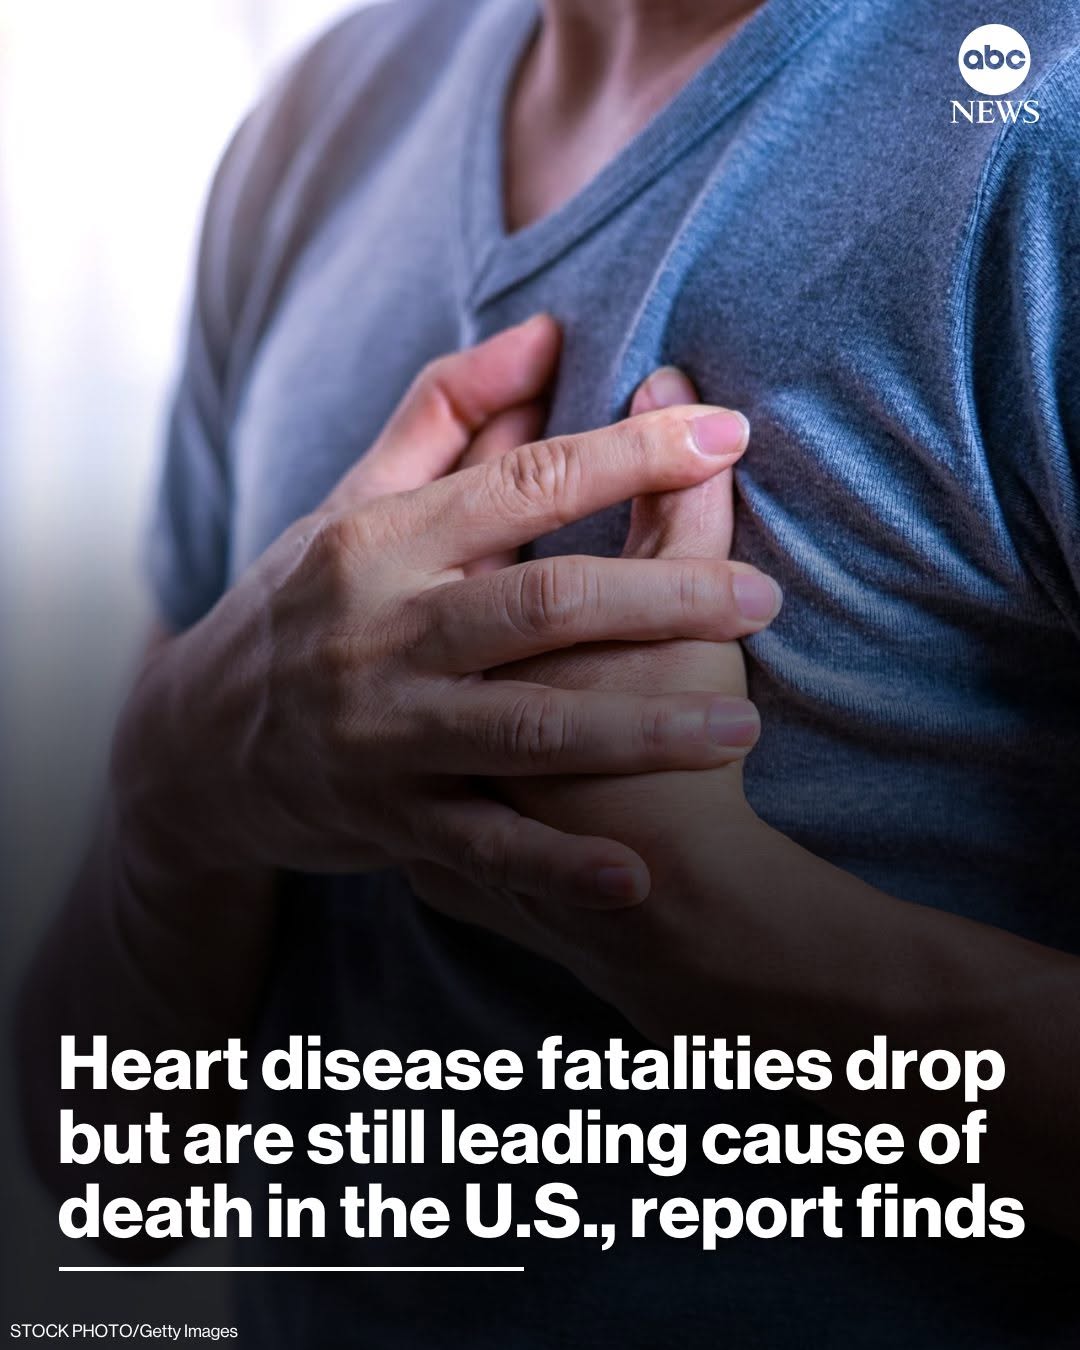 abc
NEWS
Heart disease fatalities drop
but are still leading cause of
death in the U.S., report finds
STOCK PHOTO/Getty Images